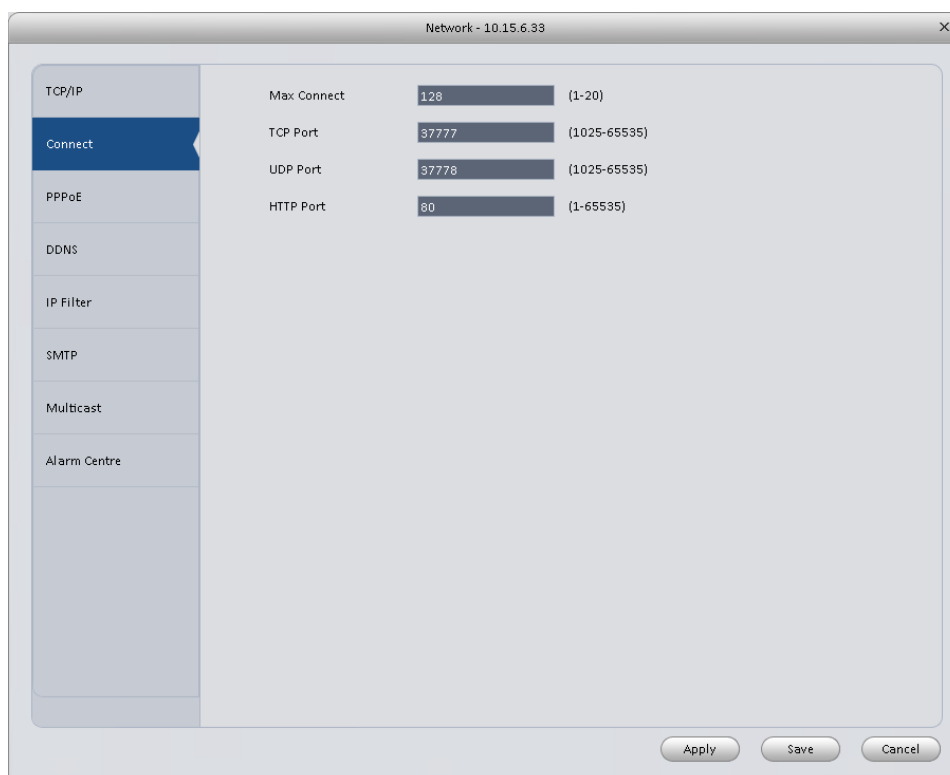 Network - 10.15.6.33
TCP/IP
Connect
PPPoE
DDNS
IP Filter
SMTP
Multicast
Alarm Centre
Max Connect 128 (1-20)
TCP Port 37777 (1025-65535)
UDP Port 37778 (1025-65535)
HTTP Port 80 (1-65535)
Apply Save Cancel